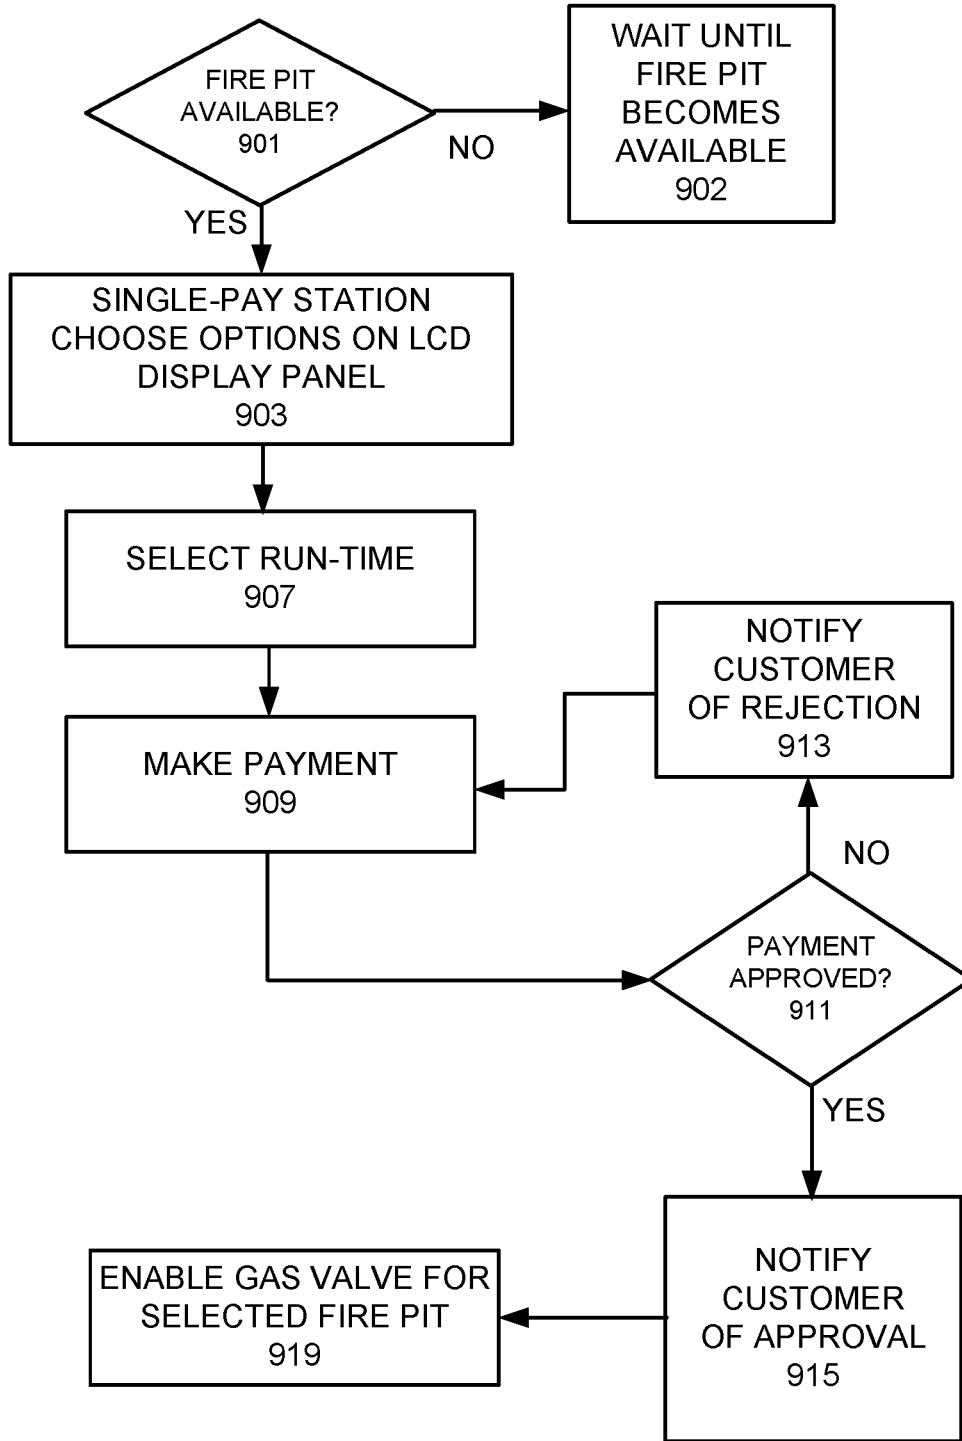 FIRE PIT
AVAILABLE?
901
NO
YES
WAIT UNTIL
FIRE PIT
BECOMES
AVAILABLE
902
SINGLE-PAY STATION
CHOOSE OPTIONS ON LCD
DISPLAY PANEL
903
SELECT RUN-TIME
907
MAKE PAYMENT
909
NOTIFY
CUSTOMER
OF REJECTION
913
NO
PAYMENT
APPROVED?
911
YES
NOTIFY
CUSTOMER
OF APPROVAL
915
ENABLE GAS VALVE FOR
SELECTED FIRE PIT
919